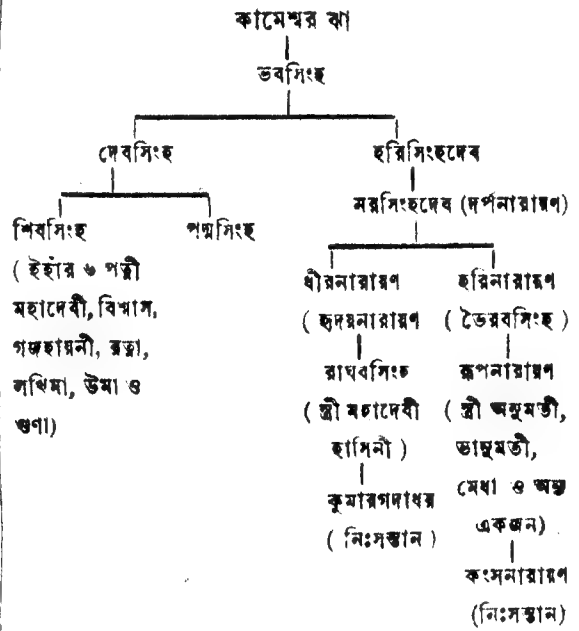 কামেশ্বর ঝা
ভবসিংহ
দেবসিংহ হরিসিংহদেব
নরসিংহদেব (দর্পনারায়ণ)
শিবসিংহ পদ্মসিংহ
( ইহাঁর ৬ পত্নী
মহাদেবী, বিশ্বাস,
গজহায়নী, রত্না,
লখিমা, উমা ও
গুণা)
ধীরনারায়ণ হরিনারায়ণ
( হৃদয়নারায়ণ ( ভৈরবসিংহ )
রাঘবসিংহ রূপনারায়ণ
( স্ত্রী মহাদেবী ( স্ত্রী অনুমতী,
হাসিনী ) ভানুমতী,
কুমারগদাধর মেধা ও অন্য
( নিঃসন্তান ) একজন)
কংসনারায়ণ
(নিঃসন্তান)